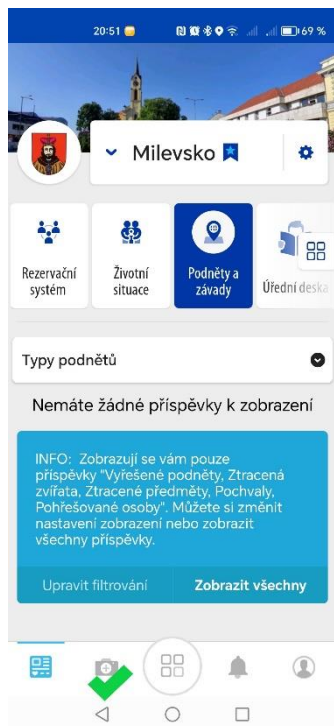 20:51 69 %
Milevsko
Rezervační
systém
Životní
situace
Podněty a
závady
Úřední deska
Typy podnětů
Nemáte žádné příspěvky k zobrazení
INFO: Zobrazují se vám pouze
příspěvky "Vyřešené podněty, Ztracená
zvířata, Ztracené předměty, Pochvaly,
Pohřešované osoby". Můžete si změnit
nastavení zobrazení nebo zobrazit
všechny příspěvky.
Upravit filtrování Zobrazit všechny